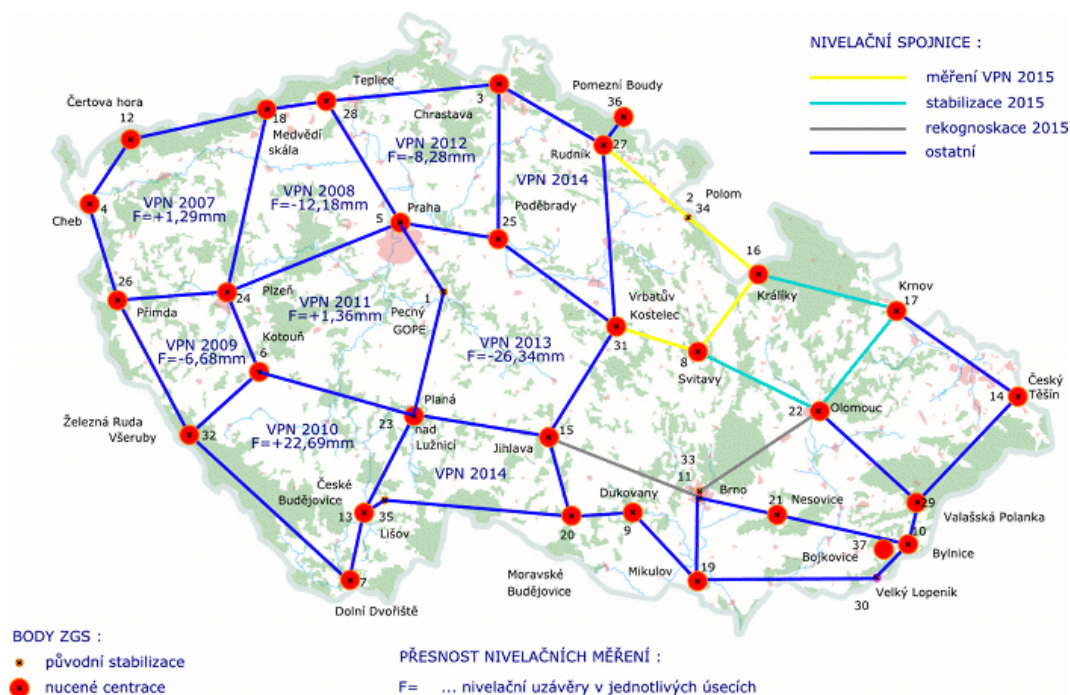 NIVELAČNÍ SPOJNICE :
měření VPN 2015
stabilizace 2015
rekognoskace 2015
ostatní
Teplice
28
3
Chrastava
Pomezní Boudy
36
Čertova hora
12
18
Medvědí
skála
VPN 2012
F=-8,28mm
Rudník
27
VPN 2014
VPN 2007
F=+1,29mm
VPN 2008
F=-12,18mm
Poděbrady
25
2
34
Polom
4
Cheb
5
Praha
16
Králíky
Krnov
17
26
Přimda
24
Plzeň
VPN 2011
F=+1,36mm
1
Pecný
GOPE
Vrbatův
Kostelec
31
VPN 2009
F=-6,68mm
Kotouň
6
VPN 2013
F=-26,34mm
8
Svitavy
Český
Těšín
14
Železná Ruda
Všeruby
32
VPN 2010
F=+22,69mm
Planá
nad
Lužnicí
23
15
Jihlava
22
Olomouc
VPN 2014
České
Budějovice
13
35
Lišov
33
11
Brno
Dukovany
9
20
21
Nesovice
29
Valašská Polanka
10
Bylnice
37
Bojkovice
7
Dolní Dvořiště
Moravské
Budějovice
Mikulov
19
Velký Lopeník
30
BODY ZGS :
původní stabilizace
nucené centrace
PŘESNOST NIVELAČNÍCH MĚŘENÍ :
F= ... nivelační uzávěry v jednotlivých úsecích